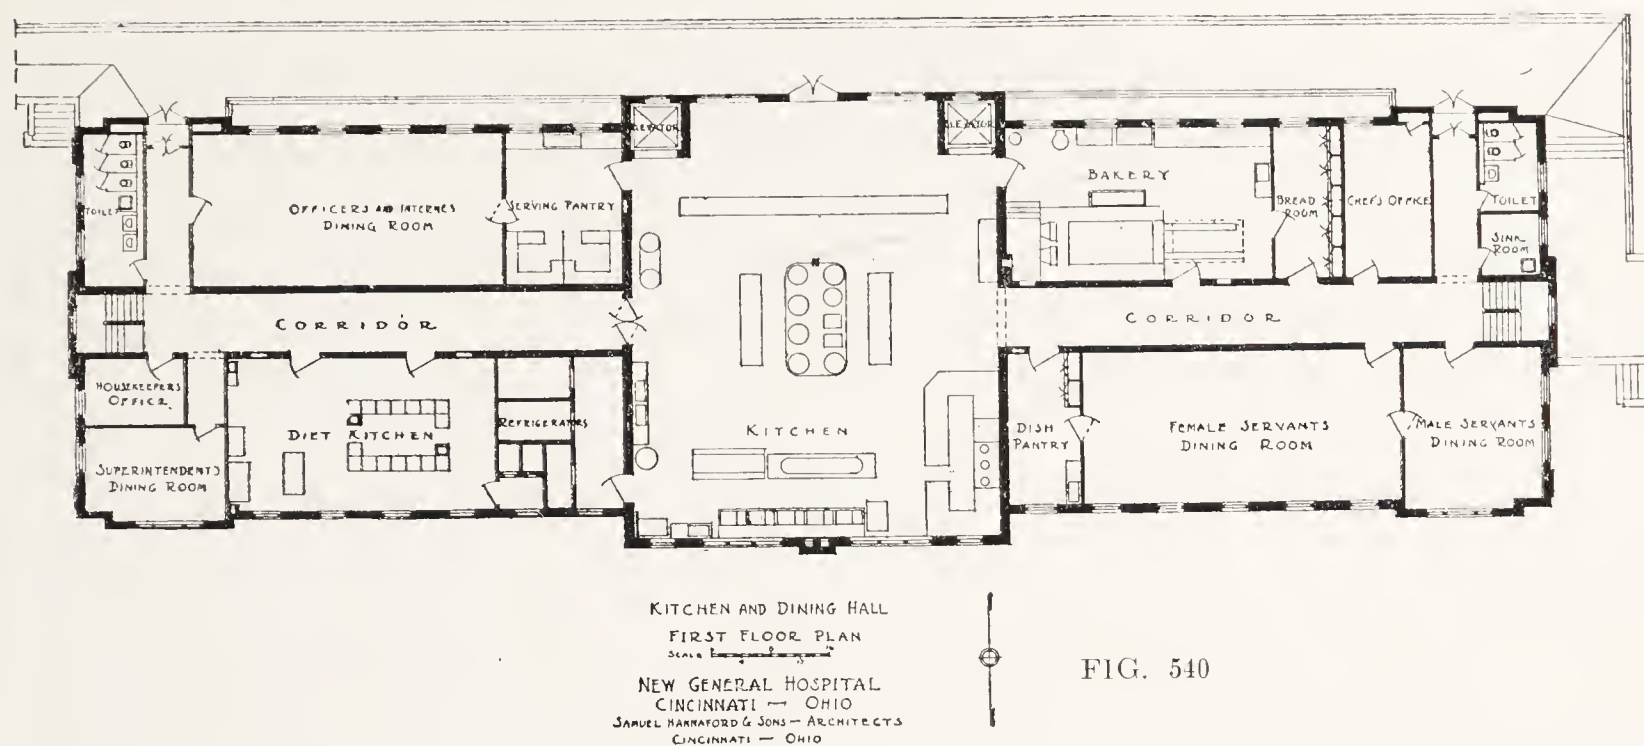 ELEVATOR
ELEVATOR
TOILET
OFFICERS AND INTERNES
DINING ROOM
SERVING PANTRY
BAKERY
BREAD
ROOM
CHEF'S OFFICE
TOILET
SINK
ROOM
CORRIDOR
CORRIDOR
HOUSEKEEPERS
OFFICE.
SUPERINTENDENTS
DINING ROOM
DIET KITCHEN
REFRIGERATORS
KITCHEN
DISH
PANTRY
FEMALE SERVANTS
DINING ROOM
MALE SERVANTS
DINING ROOM
KITCHEN AND DINING HALL
FIRST FLOOR PLAN
SCALE
NEW GENERAL HOSPITAL
CINCINNATI — OHIO
SAMUEL HANNAFORD & SONS — ARCHITECTS
CINCINNATI — OHIO
FIG. 540